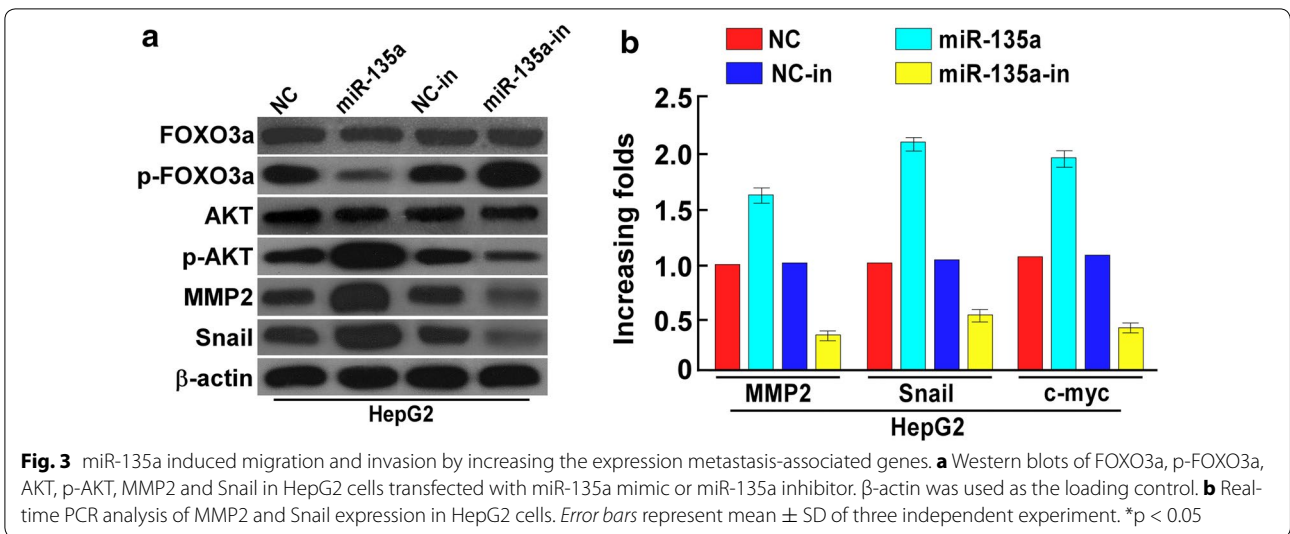 a
NC miR-135a NC-in miR-135a-in
FOXO3a
p-FOXO3a
AKT
p-AKT
MMP2
Snail
β-actin
HepG2
b
NC miR-135a
NC-in miR-135a-in
Increasing folds
2.5
2.0
1.5
1.0
0.5
0
MMP2 Snail c-myc
HepG2
Fig. 3 miR-135a induced migration and invasion by increasing the expression metastasis-associated genes. a Western blots of FOXO3a, p-FOXO3a,
AKT, p-AKT, MMP2 and Snail in HepG2 cells transfected with miR-135a mimic or miR-135a inhibitor. β-actin was used as the loading control. b Real-
time PCR analysis of MMP2 and Snail expression in HepG2 cells. Error bars represent mean ± SD of three independent experiment. *p < 0.05